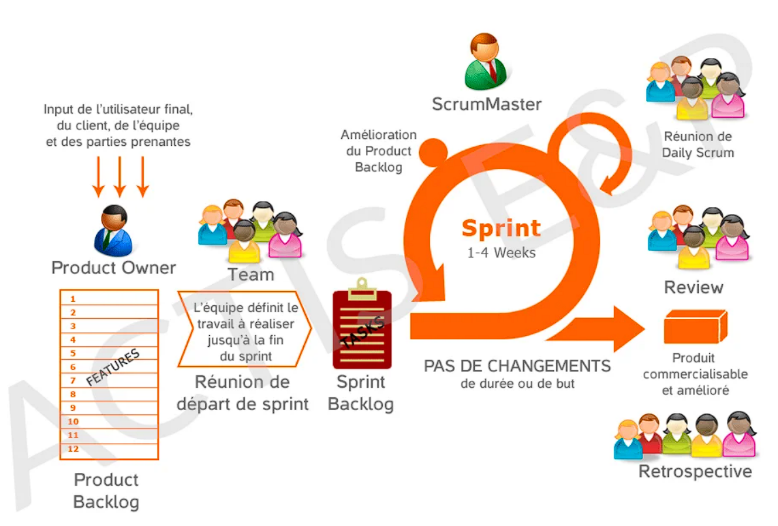 Input de l'utilisateur final,
du client, de l'équipe
et des parties prenantes
Product Owner
1
2
3
4
5
6
7
8
9
10
11
12
FEATURES
Product
Backlog
Team
L'équipe définit le
travail à réaliser
jusqu'à la fin
du sprint
Réunion de
départ de sprint
TASKS
Sprint
Backlog
ScrumMaster
Amélioration
du Product
Backlog
Sprint
1-4 Weeks
PAS DE CHANGEMENTS
de durée ou de but
Réunion de
Daily Scrum
Review
Produit
commercialisable
et amélioré
Retrospective
ACTIS E&P